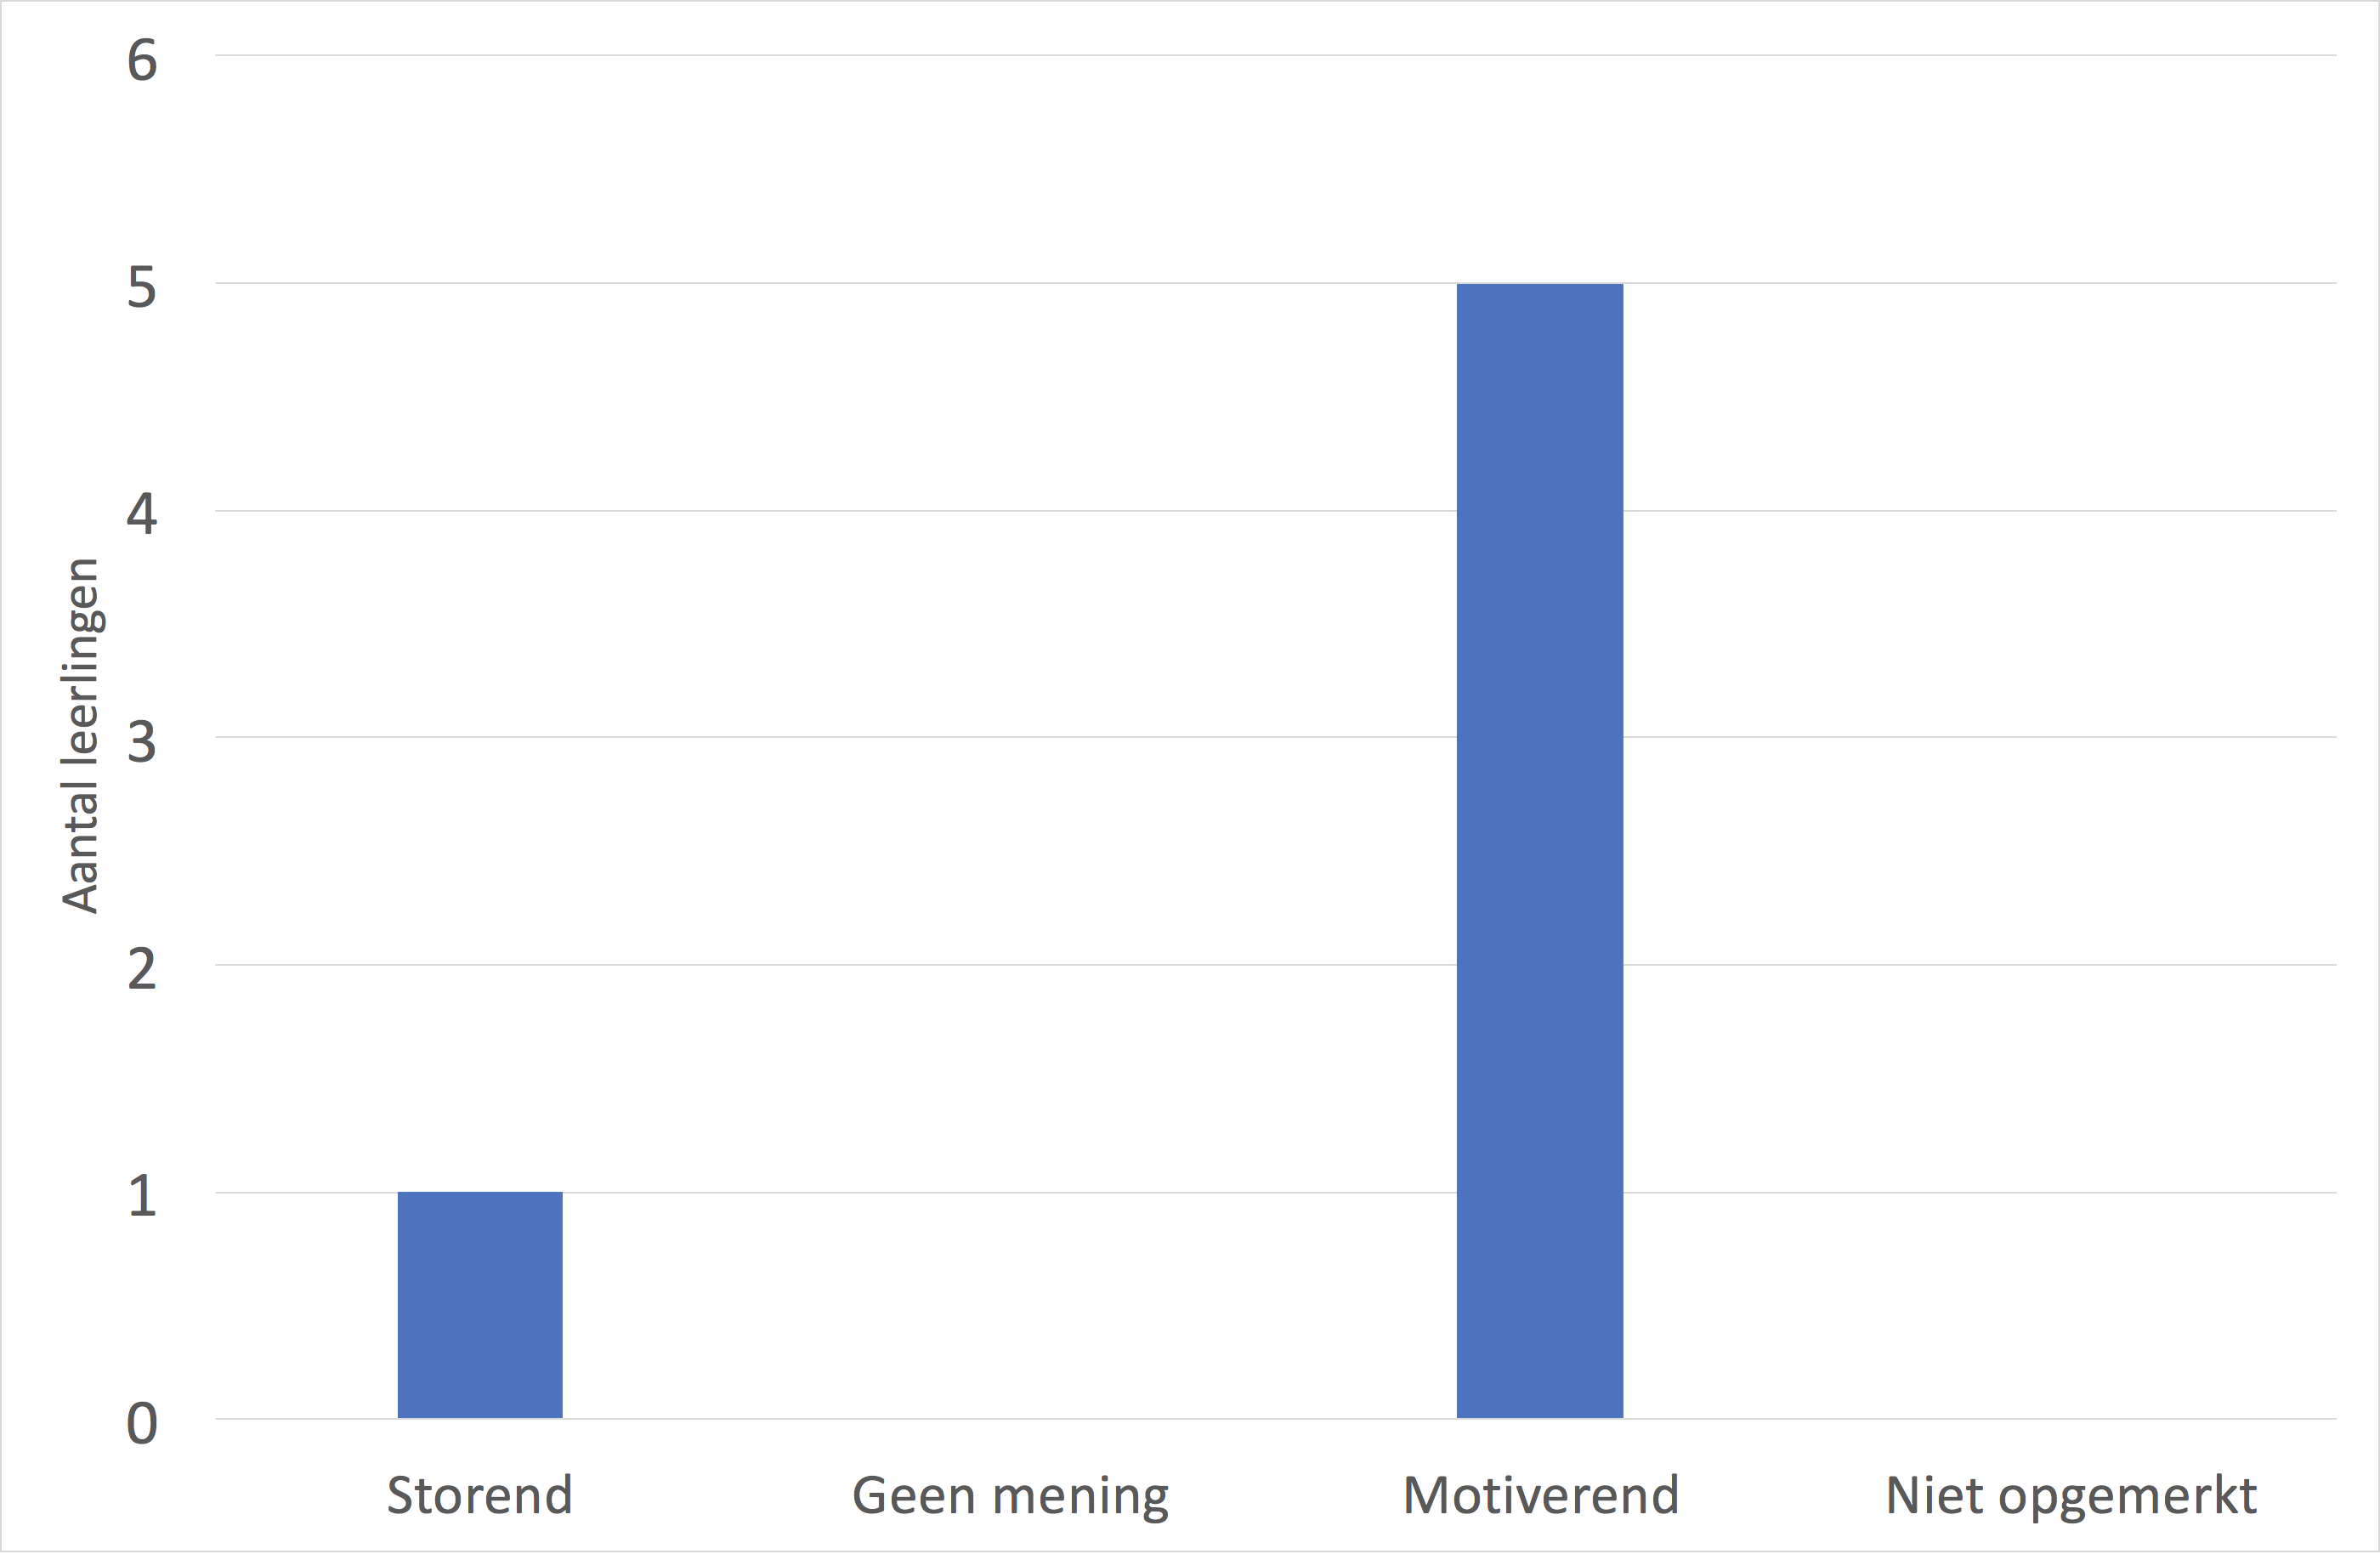 6
5
4
3
2
1
0
Aantal leerlingen
Storend
Geen mening
Motiverend
Niet opgemerkt